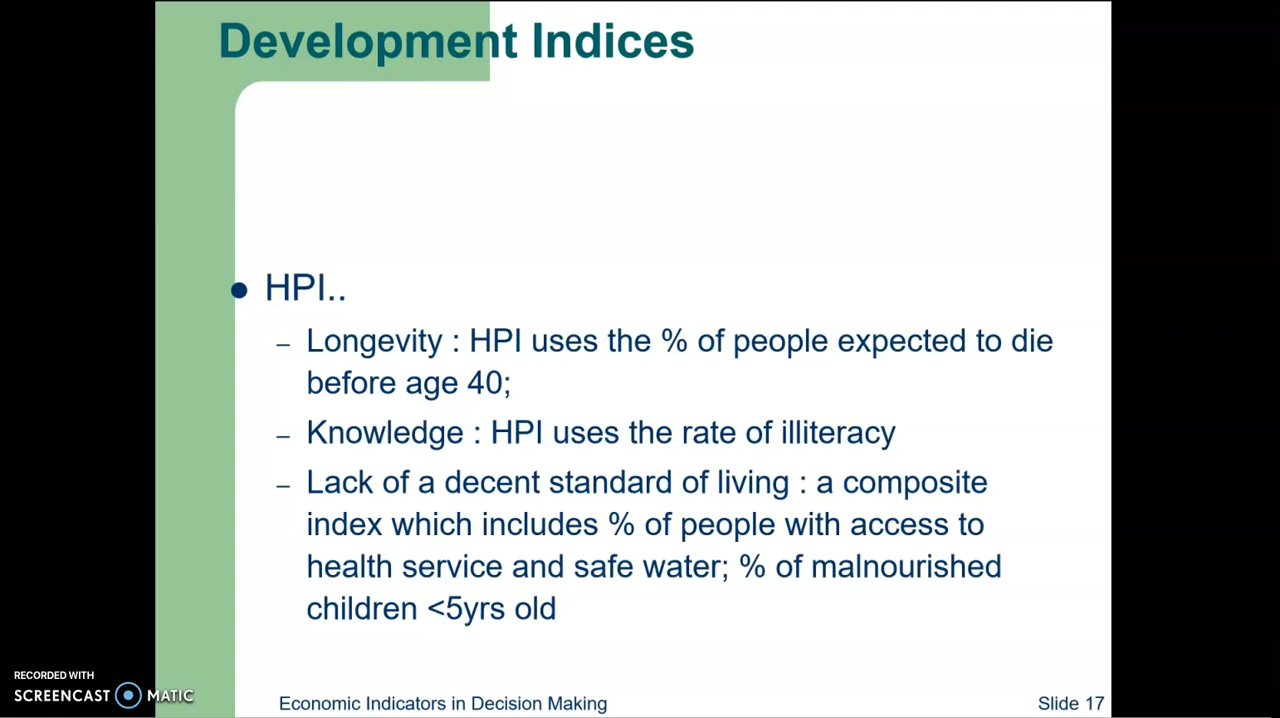 Development Indices
● HPI..
– Longevity : HPI uses the % of people expected to die
before age 40;
– Knowledge : HPI uses the rate of illiteracy
– Lack of a decent standard of living : a composite
index which includes % of people with access to
health service and safe water; % of malnourished
children <5yrs old
RECORDED WITH
SCREENCAST MATIC
Economic Indicators in Decision Making
Slide 17